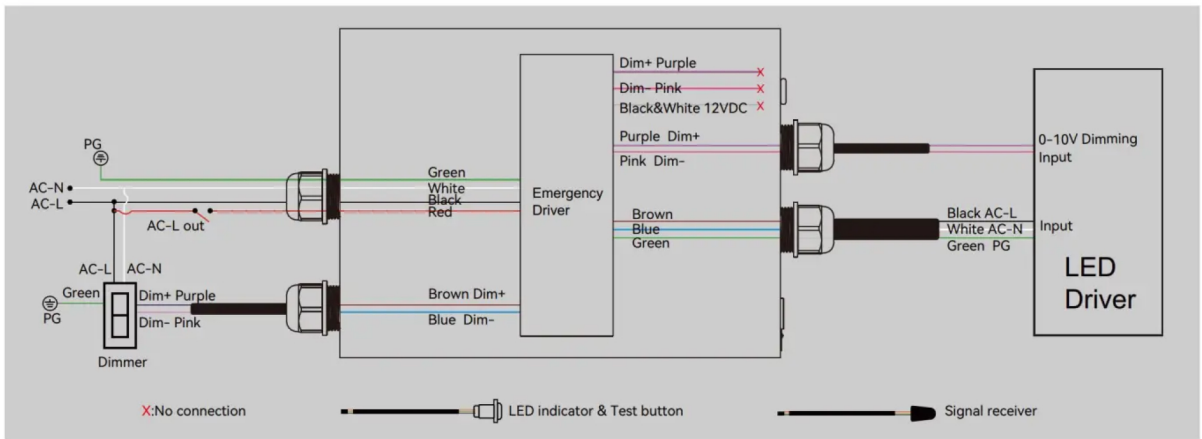 Dim+ Purple
Dim- Pink
Black&White 12VDC
Purple Dim+
Pink Dim-
PG
AC-N
AC-L
AC-L out
Green
White
Black
Red
Emergency
Driver
Brown
Blue
Green
0-10V Dimming
Input
Black AC-L
White AC-N
Green PG
Input
LED
Driver
AC-L
AC-N
Green
PG
Dim+ Purple
Dim- Pink
Dimmer
Brown Dim+
Blue Dim-
X
X
X
X:No connection
LED indicator & Test button
Signal receiver